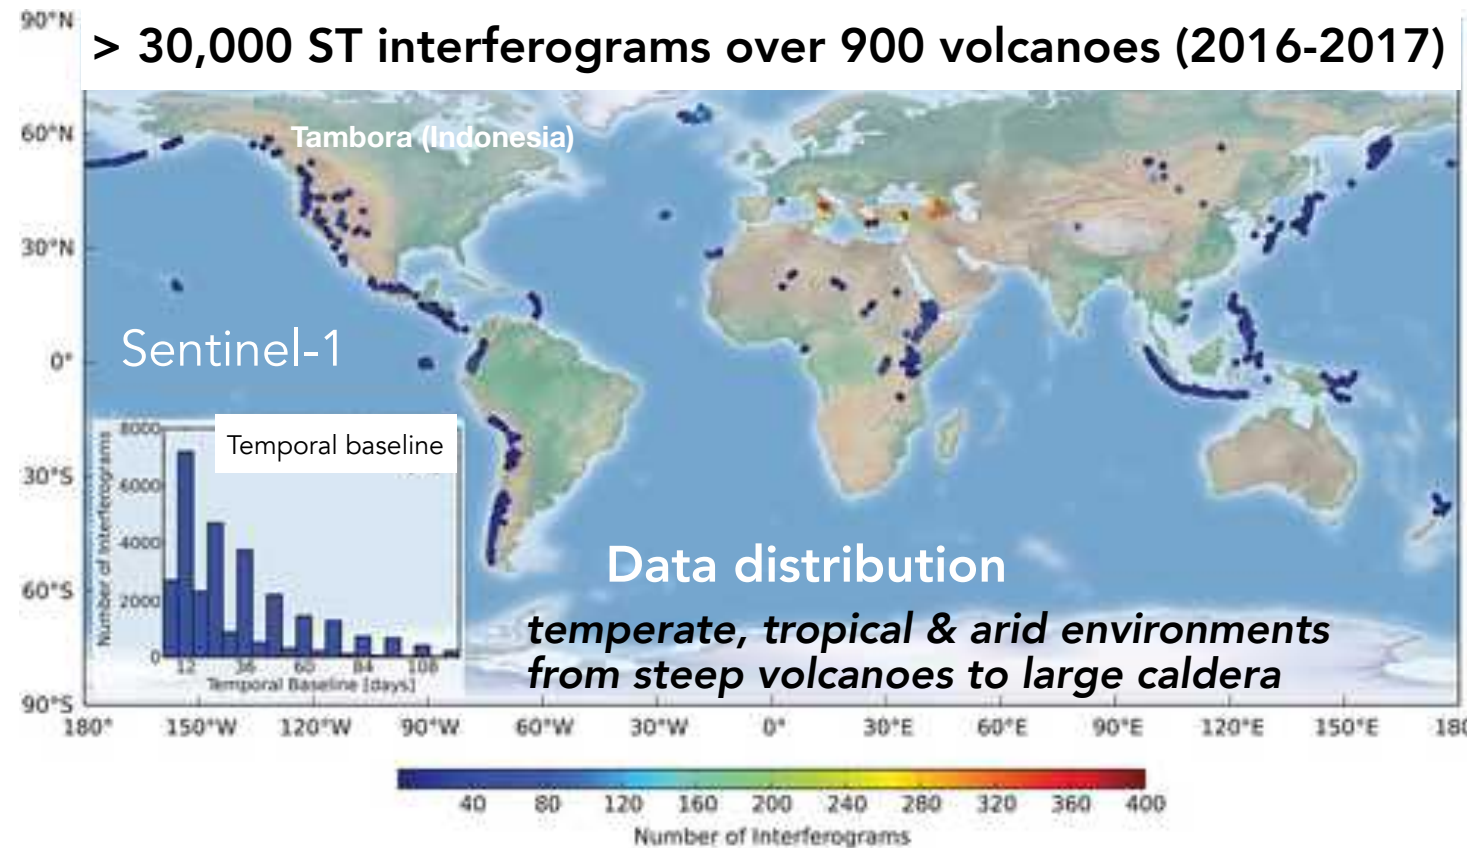 90°N
> 30,000 ST interferograms over 900 volcanoes (2016-2017)
60°N
Tambora (Indonesia)
30°N
Sentinel-1
0°
30°S
60°S
90°S
8000
6000
4000
2000
0
Number of Interferograms
Temporal baseline
12 36 60 84 108
Temporal Baseline [days]
Data distribution
temperate, tropical & arid environments
from steep volcanoes to large caldera
180° 150°W 120°W 90°W 60°W 30°W 0° 30°E 60°E 90°E 120°E 150°E 180
40 80 120 160 200 240 280 320 360 400
Number of Interferograms